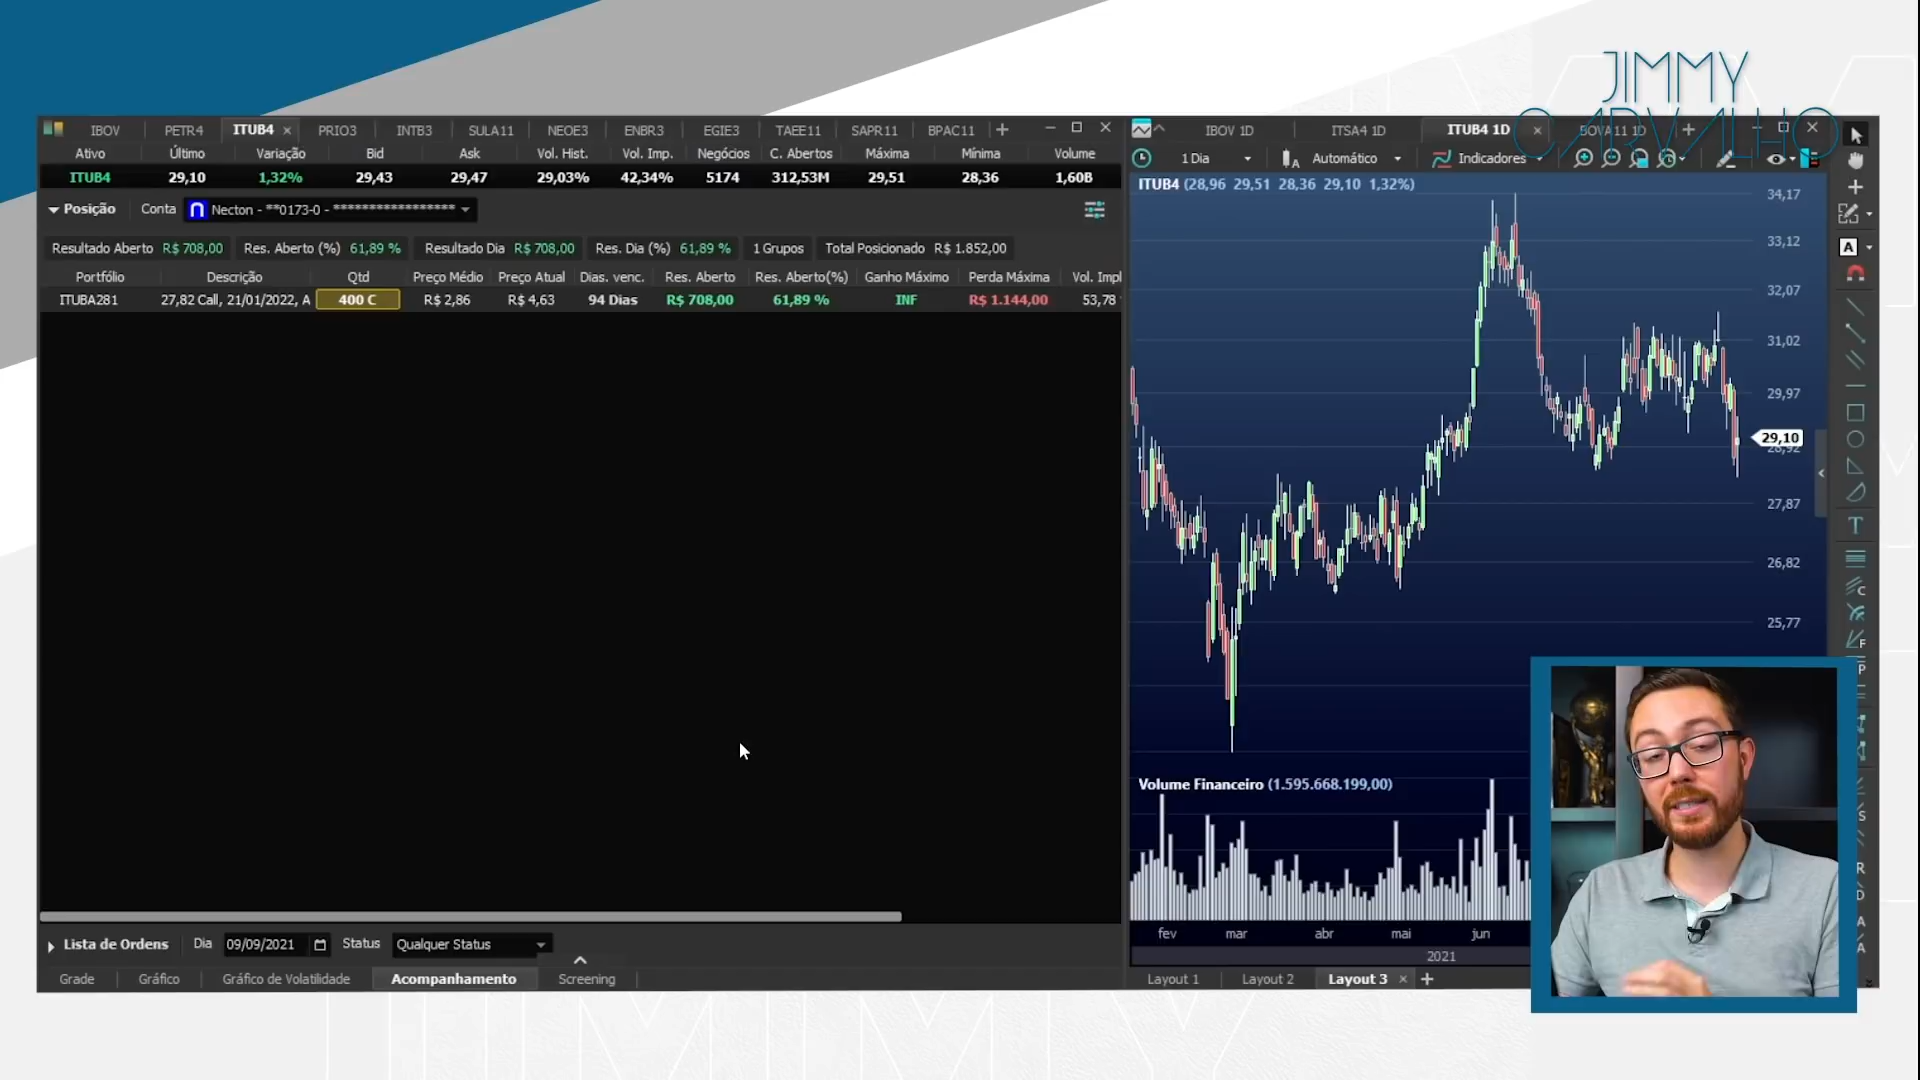 JIMMY
CARVALHO
IBOV PETR4 ITUB4 PRIO3 INTB3 SULA11 NEOE3 ENBR3 EGIE3 TAEE11 SAPR11 BPAC11
Ativo Último Variação Bid Ask Vol. Hist. Vol. Imp. Negócios C. Abertos Máxima Mínima Volume
ITUB4 29,10 1,32% 29,43 29,47 29,03% 42,34% 5174 312,53M 29,51 28,36 1,60B
Posição Conta Necton - **0173-0 - ******************
Resultado Aberto R$ 708,00 Res. Aberto (%) 61,89 % Resultado Dia R$ 708,00 Res. Dia (%) 61,89 % 1 Grupos Total Posicionado R$ 1.852,00
Portfólio Descrição Qtd Preço Médio Preço Atual Dias. venc. Res. Aberto Res. Aberto(%) Ganho Máximo Perda Máxima Vol. Impl
ITUBA281 27,82 Call, 21/01/2022, A 400 C R$ 2,86 R$ 4,63 94 Dias R$ 708,00 61,89 % INF R$ 1.144,00 53,78
Lista de Ordens Dia 09/09/2021 Status Qualquer Status
Grade Gráfico Gráfico de Volatilidade Acompanhamento Screening
IBOV 1D ITSA4 1D ITUB4 1D BOVA11 1D
1 Dia Automático Indicadores
ITUB4 (28,96 29,51 28,36 29,10 1,32%)
34,17
33,12
32,07
31,02
29,97
29,10
28,92
27,87
26,82
25,77
Volume Financeiro (1.595.668.199,00)
fev mar abr mai jun
2021
Layout 1 Layout 2 Layout 3
A
T
C
F
P
S
R
D
A
A